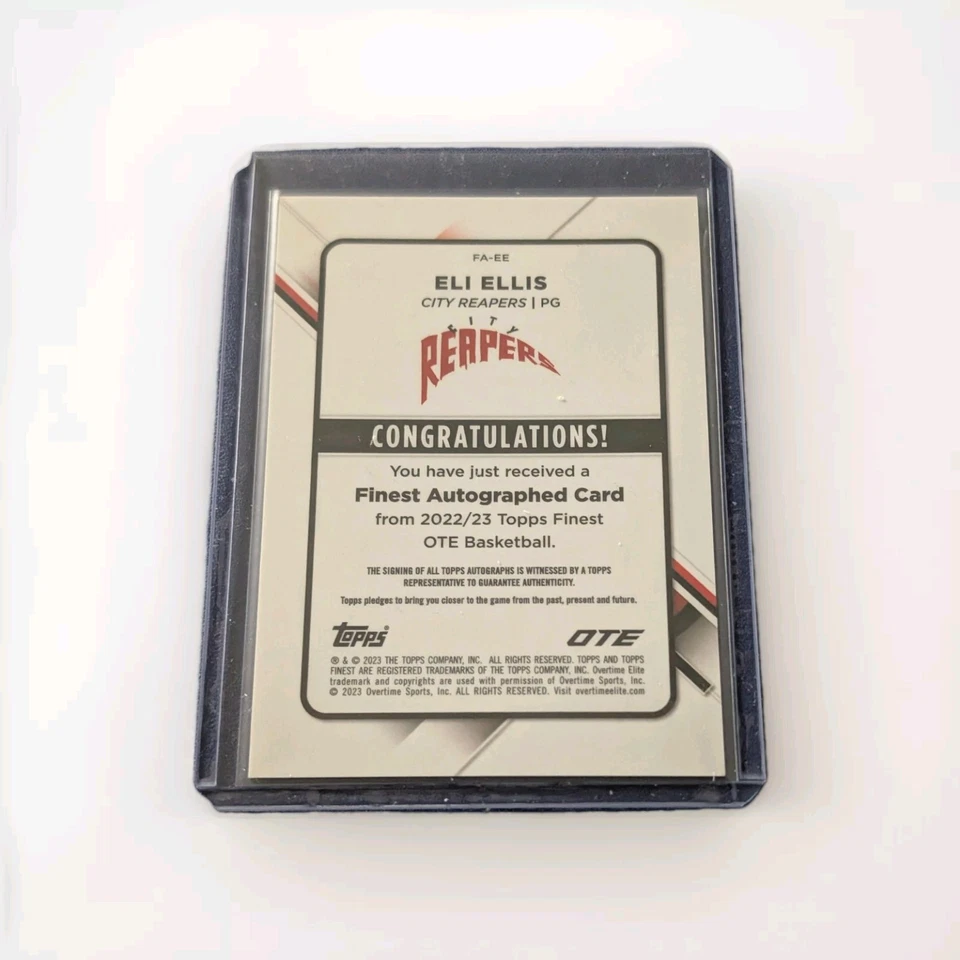 FA-EE
ELI ELLIS
CITY REAPERS | PG
CITY
REAPERS
CONGRATULATIONS!
You have just received a
Finest Autographed Card
from 2022/23 Topps Finest
OTE Basketball.
THE SIGNING OF ALL TOPPS AUTOGRAPHS IS WITNESSED BY A TOPPS
REPRESENTATIVE TO GUARANTEE AUTHENTICITY.
Topps pledges to bring you closer to the game from the past, present and future.
topps® OTE
® & © 2023 THE TOPPS COMPANY, INC. ALL RIGHTS RESERVED. TOPPS AND TOPPS
FINEST ARE REGISTERED TRADEMARKS OF THE TOPPS COMPANY, INC. Overtime Elite
trademark and copyrights are used with permission of Overtime Sports, Inc.
© 2023 Overtime Sports, Inc. ALL RIGHTS RESERVED. Visit overtimeelite.com